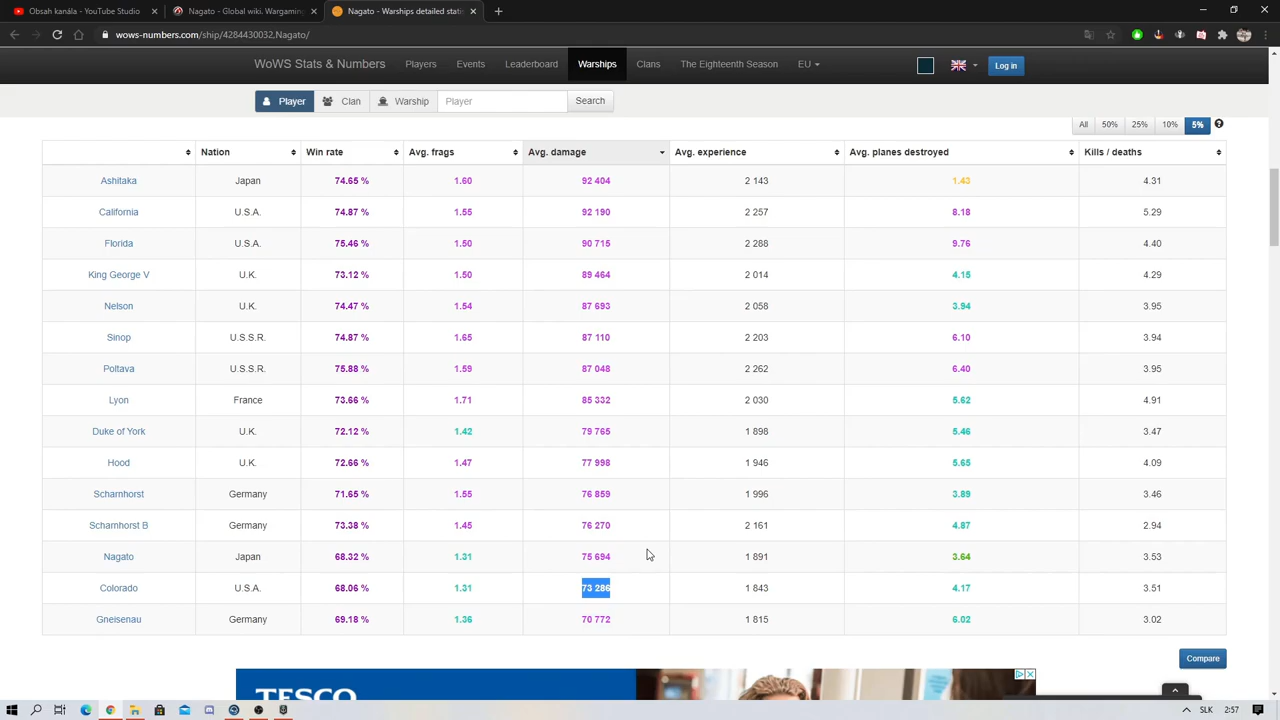 Obsah kanála - YouTube Studio
Nagato - Global wiki. Wargaming
Nagato - Warships detailed stati
wows-numbers.com/ship/4284430032,Nagato/
WoWS Stats & Numbers Players Events Leaderboard Warships Clans The Eighteenth Season EU Log in
Player Clan Warship Player Search
All 50% 25% 10% 5%
Nation Win rate Avg. frags Avg. damage Avg. experience Avg. planes destroyed Kills / deaths
Ashitaka Japan 74.65 % 1.60 92 404 2 143 1.43 4.31
California U.S.A. 74.87 % 1.55 92 190 2 257 8.18 5.29
Florida U.S.A. 75.46 % 1.50 90 715 2 288 9.76 4.40
King George V U.K. 73.12 % 1.50 89 464 2 014 4.15 4.29
Nelson U.K. 74.47 % 1.54 87 693 2 058 3.94 3.95
Sinop U.S.S.R. 74.87 % 1.65 87 110 2 203 6.10 3.94
Poltava U.S.S.R. 75.88 % 1.59 87 048 2 262 6.40 3.95
Lyon France 73.66 % 1.71 85 332 2 030 5.62 4.91
Duke of York U.K. 72.12 % 1.42 79 765 1 898 5.46 3.47
Hood U.K. 72.66 % 1.47 77 998 1 946 5.65 4.09
Scharnhorst Germany 71.65 % 1.55 76 859 1 996 3.89 3.46
Scharnhorst B Germany 73.38 % 1.45 76 270 2 161 4.87 2.94
Nagato Japan 68.32 % 1.31 75 694 1 891 3.64 3.53
Colorado U.S.A. 68.06 % 1.31 73 286 1 843 4.17 3.51
Gneisenau Germany 69.18 % 1.36 70 772 1 815 6.02 3.02
Compare
TESCO
SLK 2:57